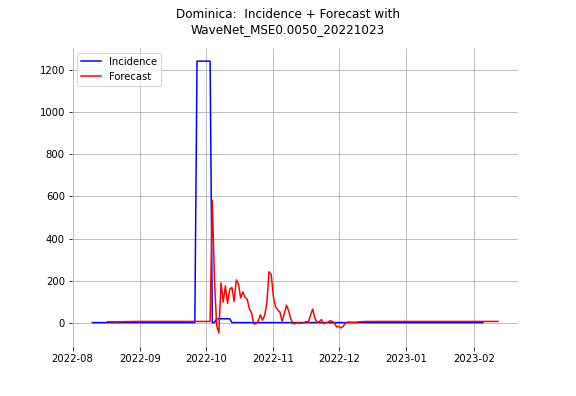 Dominica:  Incidence + Forecast with
WaveNet_MSE0.0050_20221023
Incidence
Forecast
1200
1000
800
600
400
200
0
2022-08 2022-09 2022-10 2022-11 2022-12 2023-01 2023-02